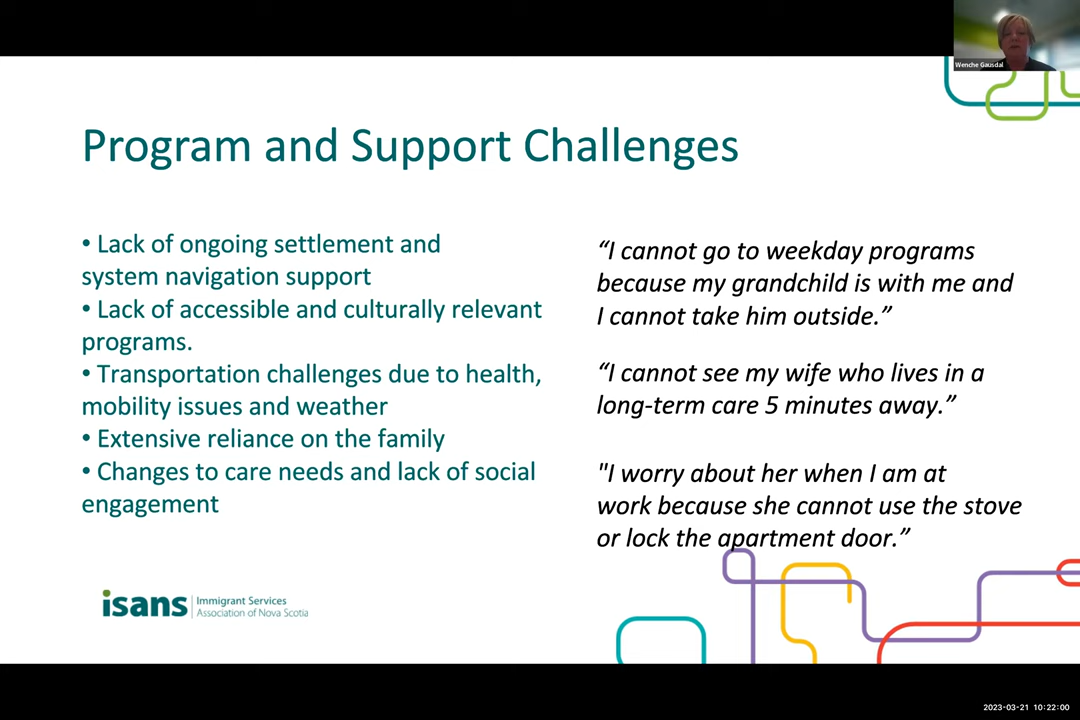 Wenche Gausdal
Program and Support Challenges
• Lack of ongoing settlement and
system navigation support
• Lack of accessible and culturally relevant
programs.
• Transportation challenges due to health,
mobility issues and weather
• Extensive reliance on the family
• Changes to care needs and lack of social
engagement
“I cannot go to weekday programs
because my grandchild is with me and
I cannot take him outside.”
“I cannot see my wife who lives in a
long-term care 5 minutes away.”
"I worry about her when I am at
work because she cannot use the stove
or lock the apartment door.”
isans
Immigrant Services
Association of Nova Scotia
2023-03-21 10:22:00